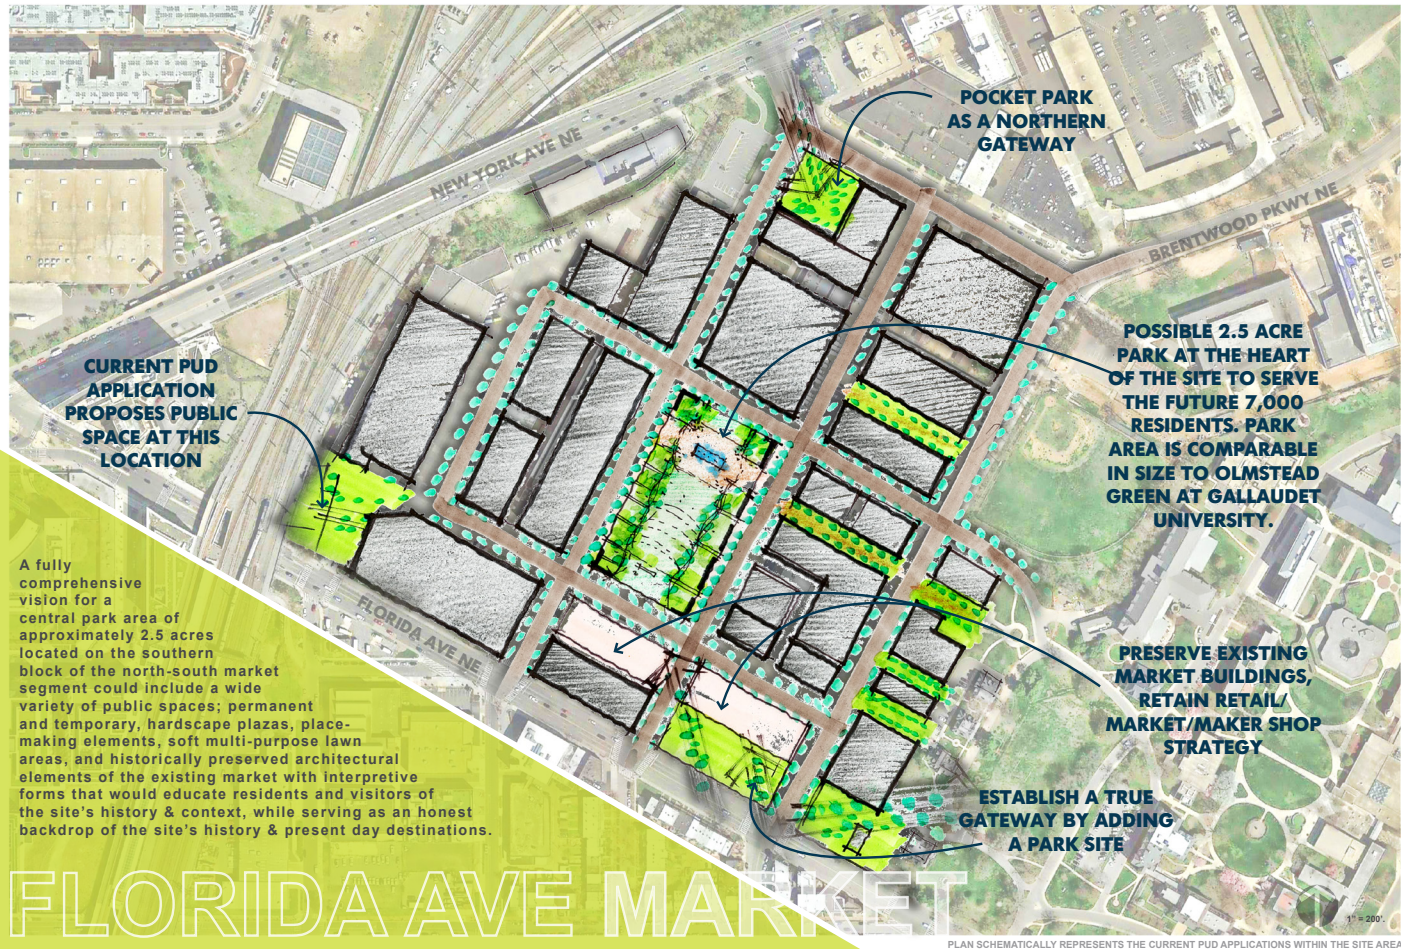 POCKET PARK
AS A NORTHERN
GATEWAY
NEW YORK AVE NE
BRENTWOOD PKWY NE
POSSIBLE 2.5 ACRE
PARK AT THE HEART
OF THE SITE TO SERVE
THE FUTURE 7,000
RESIDENTS. PARK
AREA IS COMPARABLE
IN SIZE TO OLMSTEAD
GREEN AT GALLAUDET
UNIVERSITY.
CURRENT PUD
APPLICATION
PROPOSES PUBLIC
SPACE AT THIS
LOCATION
A fully
comprehensive
vision for a
central park area of
approximately 2.5 acres
located on the southern
block of the north-south market
segment could include a wide
variety of public spaces; permanent
and temporary, hardscape plazas, place-
making elements, soft multi-purpose lawn
areas, and historically preserved architectural
elements of the existing market with interpretive
forms that would educate residents and visitors of
the site's history & context, while serving as an honest
backdrop of the site's history & present day destinations.
FLORIDA AVE NE
PRESERVE EXISTING
MARKET BUILDINGS,
RETAIN RETAIL/
MARKET/MAKER SHOP
STRATEGY
ESTABLISH A TRUE
GATEWAY BY ADDING
A PARK SITE
FLORIDA AVE MARKET
1" = 200'.
PLAN SCHEMATICALLY REPRESENTS THE CURRENT PUD APPLICATIONS WITHIN THE SITE AREA